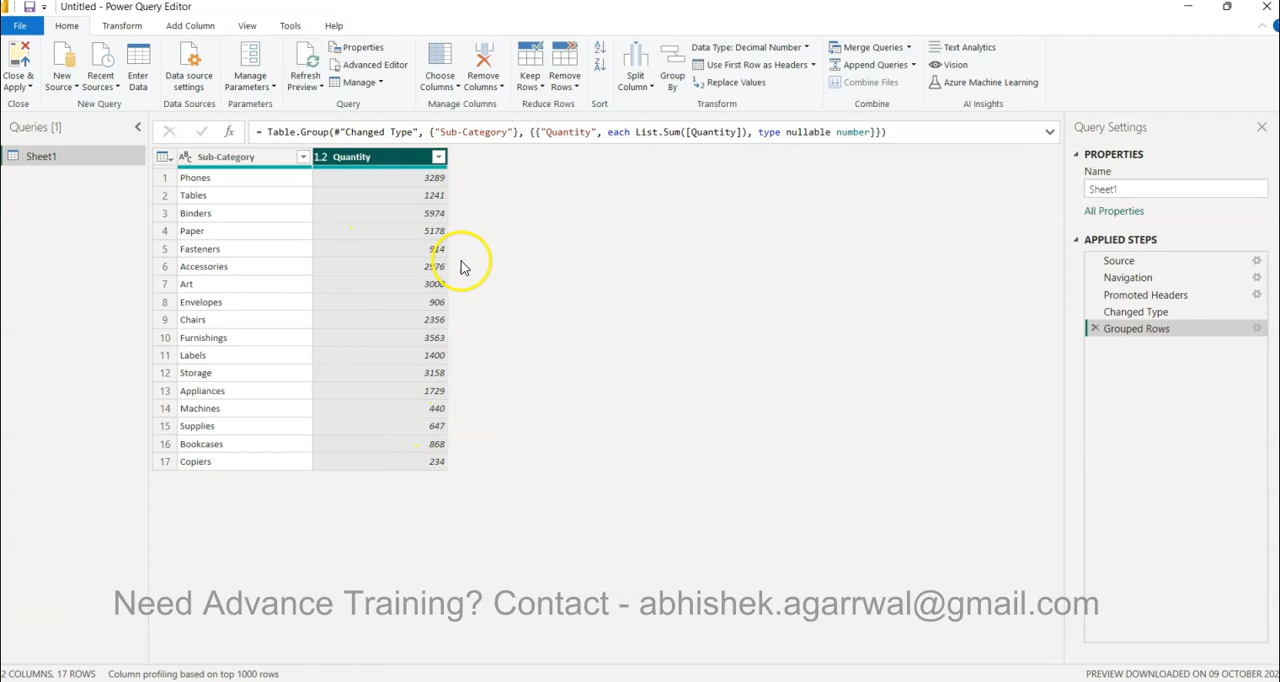 Untitled - Power Query Editor
File Home Transform Add Column View Tools Help
Close & Apply
New Source
Recent Sources
Enter Data
Data source settings
Manage Parameters
Refresh Preview
Properties
Advanced Editor
Manage
Choose Columns
Remove Columns
Keep Rows
Remove Rows
Split Column
Group By
Data Type: Decimal Number
Use First Row as Headers
Replace Values
Merge Queries
Append Queries
Combine Files
Text Analytics
Vision
Azure Machine Learning
Close New Query Data Sources Parameters Query Manage Columns Reduce Rows Sort Transform Combine AI Insights
Queries [1]
Sheet1
= Table.Group(#"Changed Type", {"Sub-Category"}, {{"Quantity", each List.Sum([Quantity]), type nullable number}})
Sub-Category 1.2 Quantity
1 Phones 3289
2 Tables 1241
3 Binders 5974
4 Paper 5178
5 Fasteners 914
6 Accessories 2976
7 Art 3000
8 Envelopes 906
9 Chairs 2356
10 Furnishings 3563
11 Labels 1400
12 Storage 3158
13 Appliances 1729
14 Machines 440
15 Supplies 647
16 Bookcases 868
17 Copiers 234
Query Settings
PROPERTIES
Name
Sheet1
All Properties
APPLIED STEPS
Source
Navigation
Promoted Headers
Changed Type
Grouped Rows
Need Advance Training? Contact - abhishek.agarrwal@gmail.com
2 COLUMNS, 17 ROWS Column profiling based on top 1000 rows
PREVIEW DOWNLOADED ON 09 OCTOBER 202